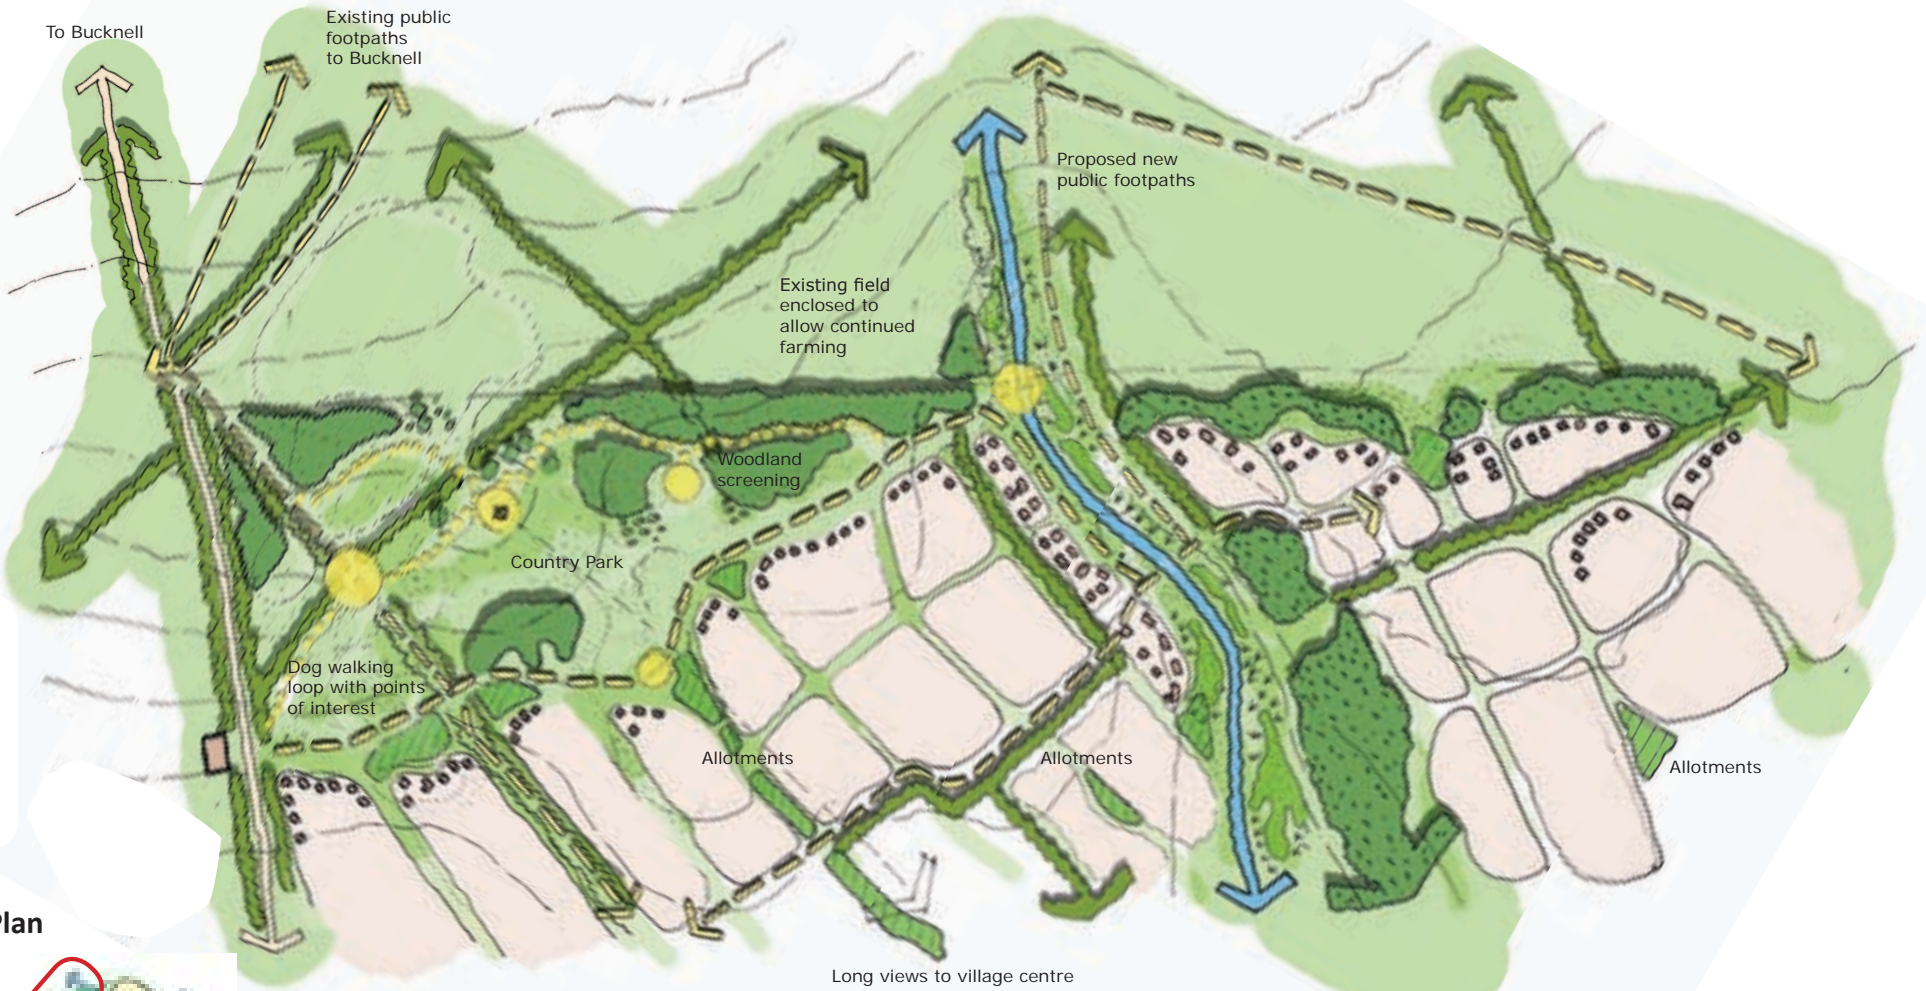 To Bucknell
Existing public
footpaths
to Bucknell
Proposed new
public footpaths
Existing field
enclosed to
allow continued
farming
Woodland
screening
Country Park
Dog walking
loop with points
of interest
Allotments
Allotments
Allotments
Plan
Long views to village centre